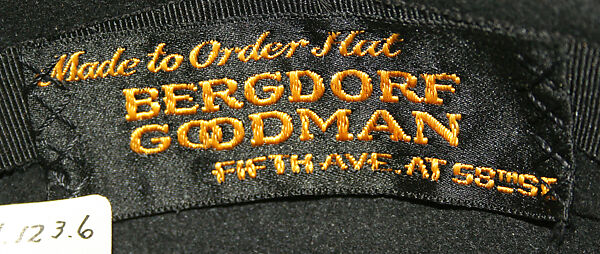 Made to Order Hat
BERGDORF
GOODMAN
FIFTH AVE. AT 58TH ST.
.123.6